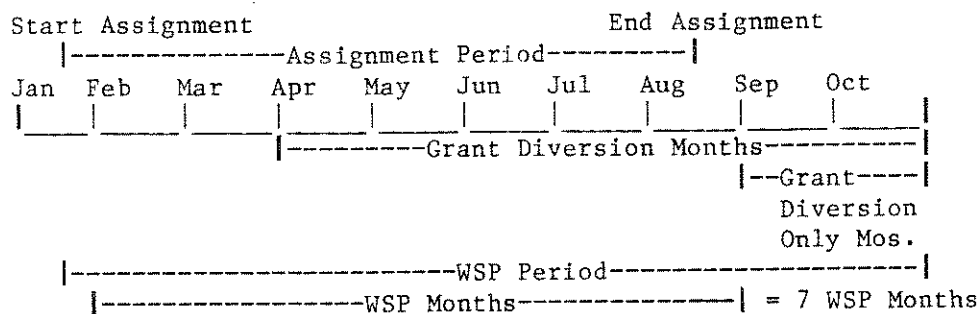 Start Assignment End Assignment
|--------------Assignment Period---------|
Jan Feb Mar Apr May Jun Jul Aug Sep Oct
|--------Grant Diversion Months----------|
|--Grant----|
Diversion
Only Mos.
|------------------------WSP Period-------------------|
|-----------------WSP Months--------------| = 7 WSP Months